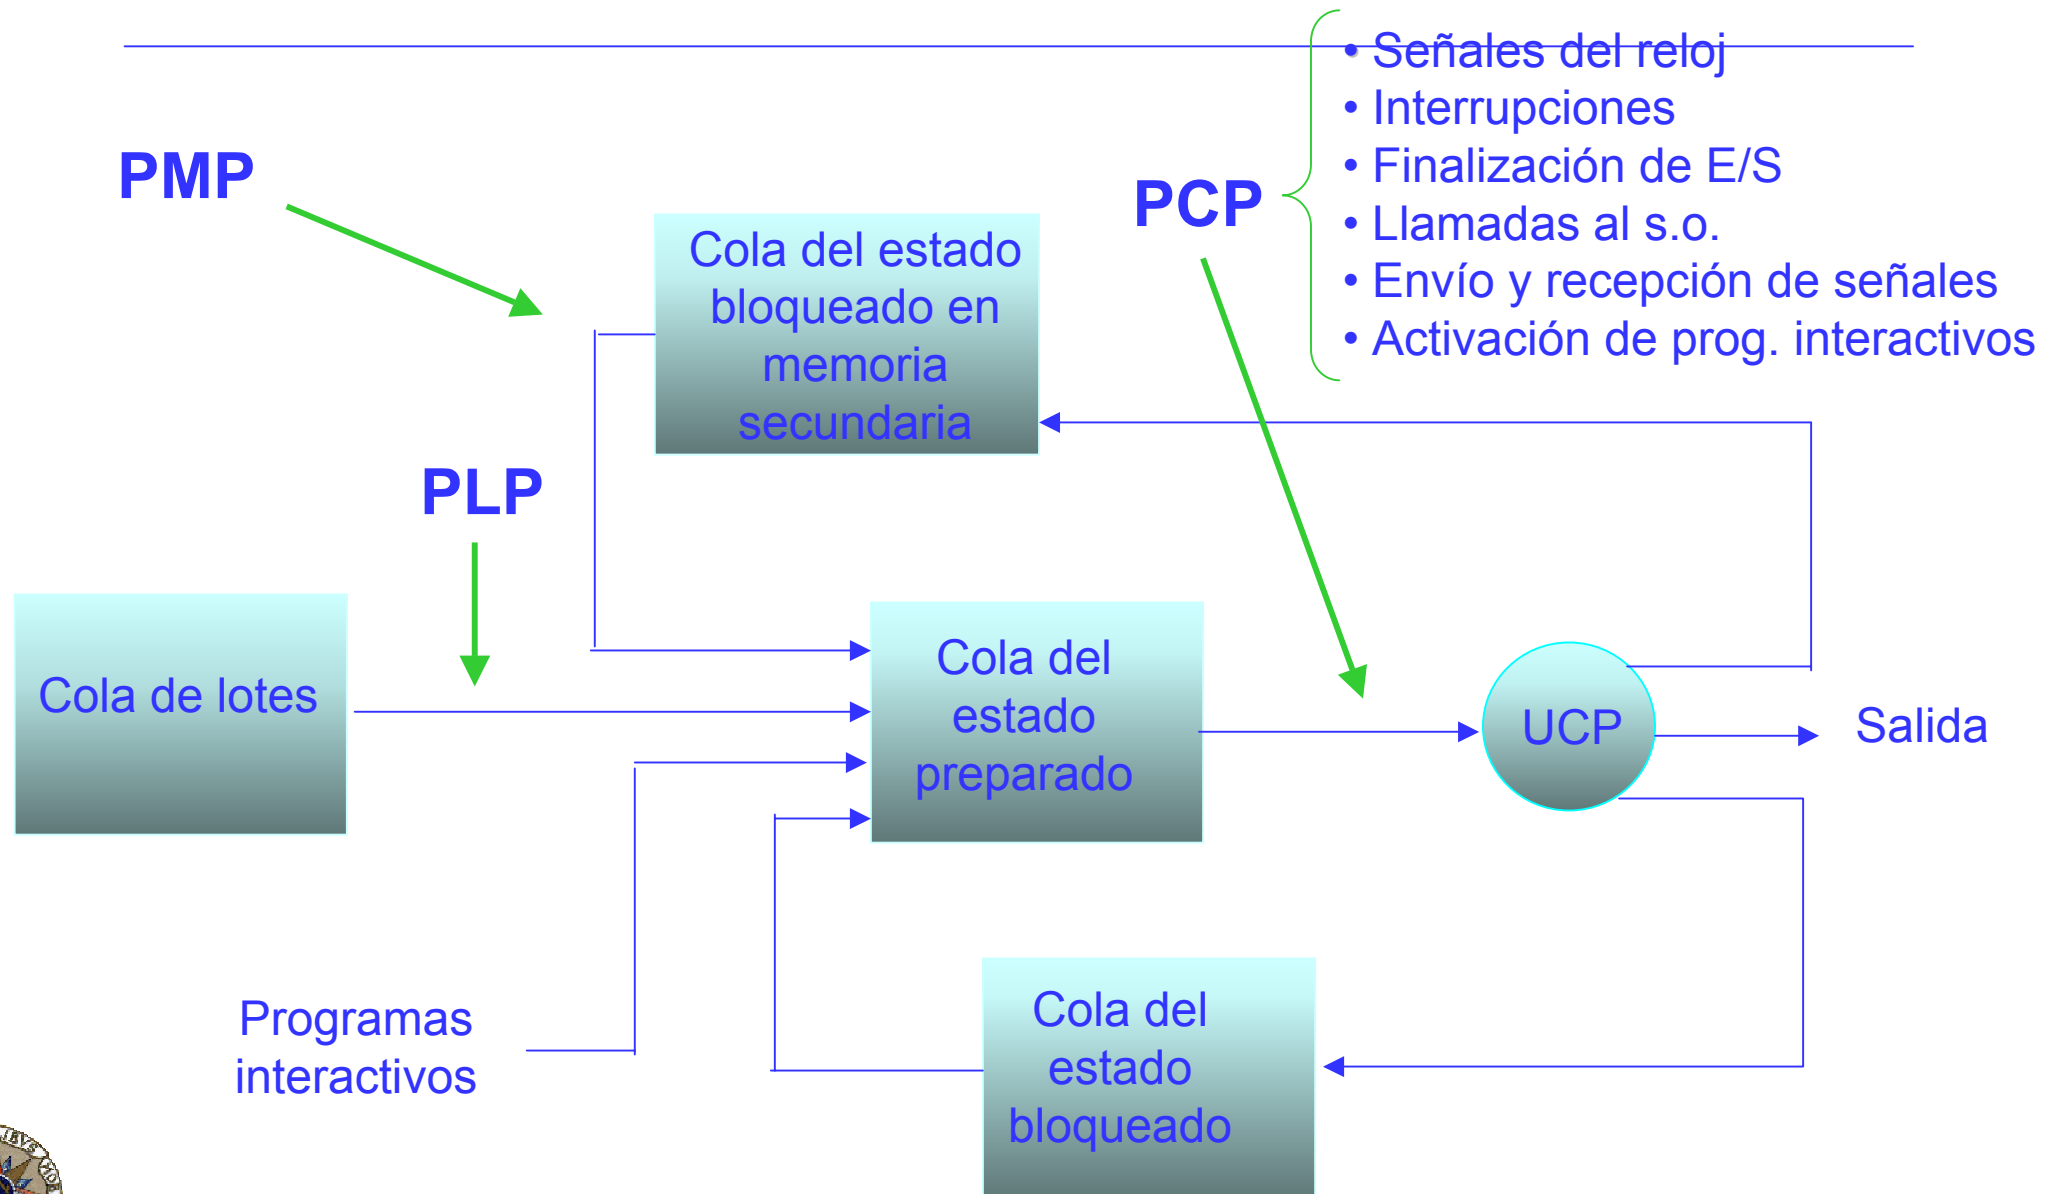 • Señales del reloj
• Interrupciones
• Finalización de E/S
• Llamadas al s.o.
• Envío y recepción de señales
• Activación de prog. interactivos
PMP
PCP
Cola del estado
bloqueado en
memoria
secundaria
PLP
Cola de lotes
Cola del
estado
preparado
UCP
Salida
Programas
interactivos
Cola del
estado
bloqueado